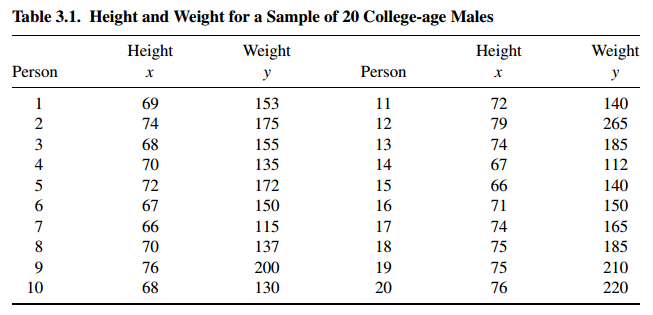 Table 3.1. Height and Weight for a Sample of 20 College-age Males
Height Weight Height Weight
Person x y Person x y
1 69 153 11 72 140
2 74 175 12 79 265
3 68 155 13 74 185
4 70 135 14 67 112
5 72 172 15 66 140
6 67 150 16 71 150
7 66 115 17 74 165
8 70 137 18 75 185
9 76 200 19 75 210
10 68 130 20 76 220